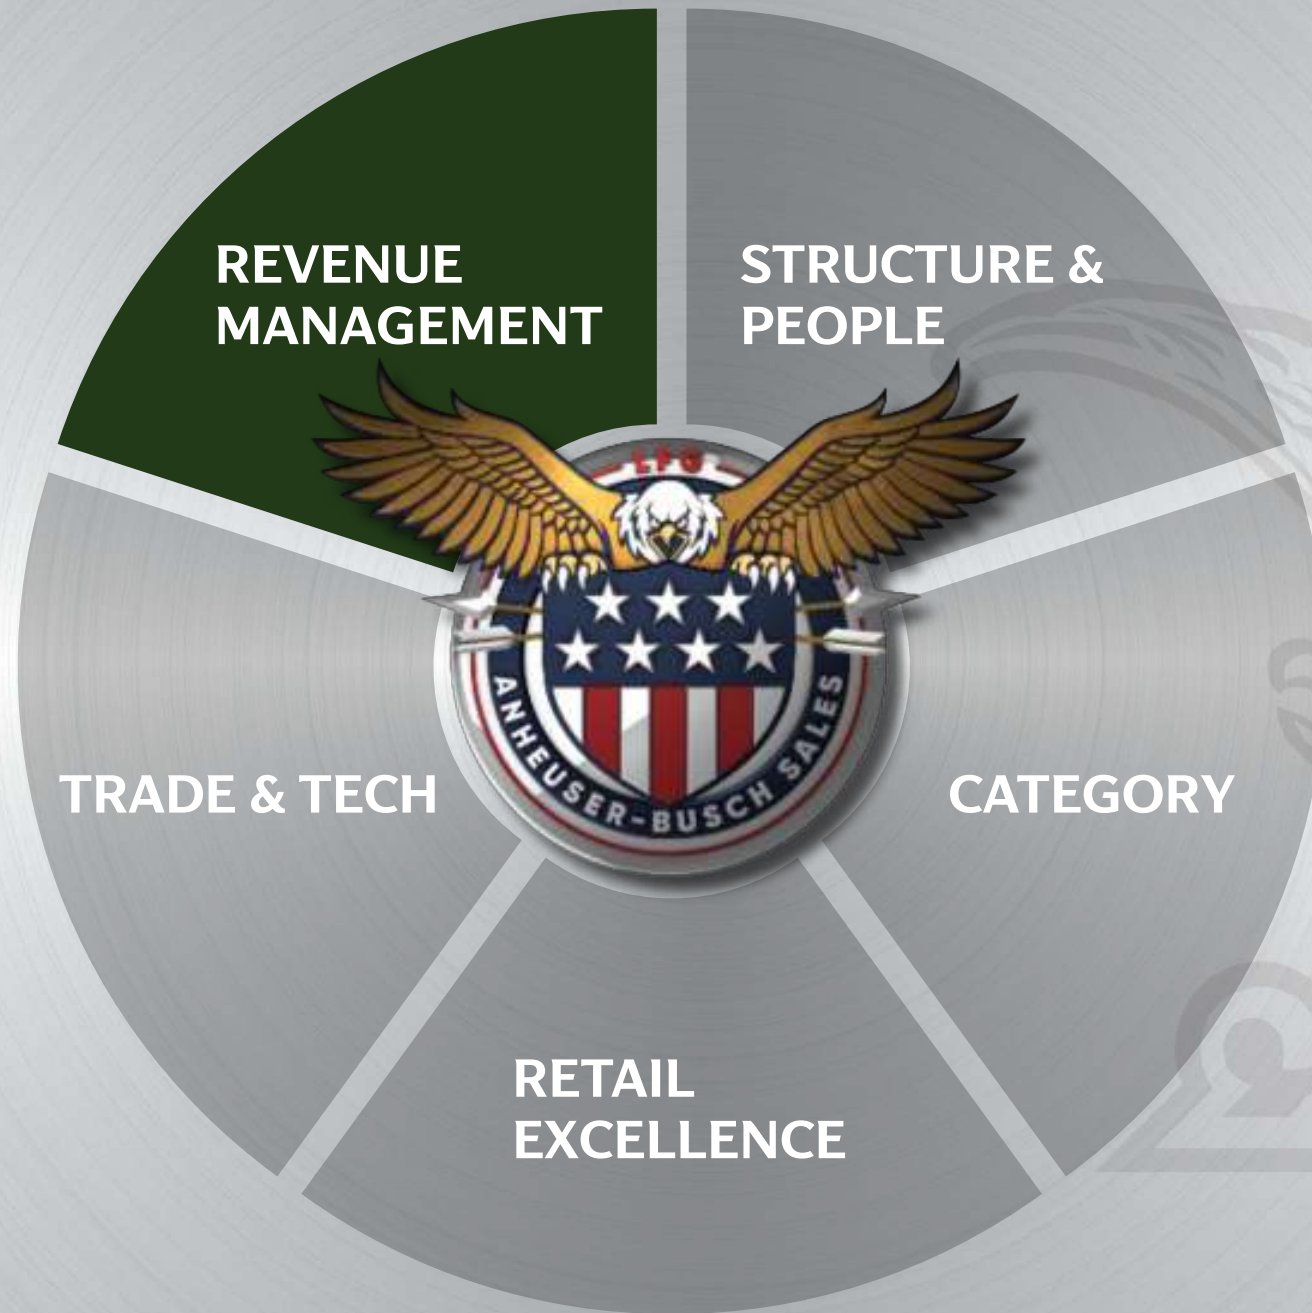 REVENUE
MANAGEMENT
STRUCTURE &
PEOPLE
TRADE & TECH
CATEGORY
ANHEUSER-BUSCH SALES
RETAIL
EXCELLENCE